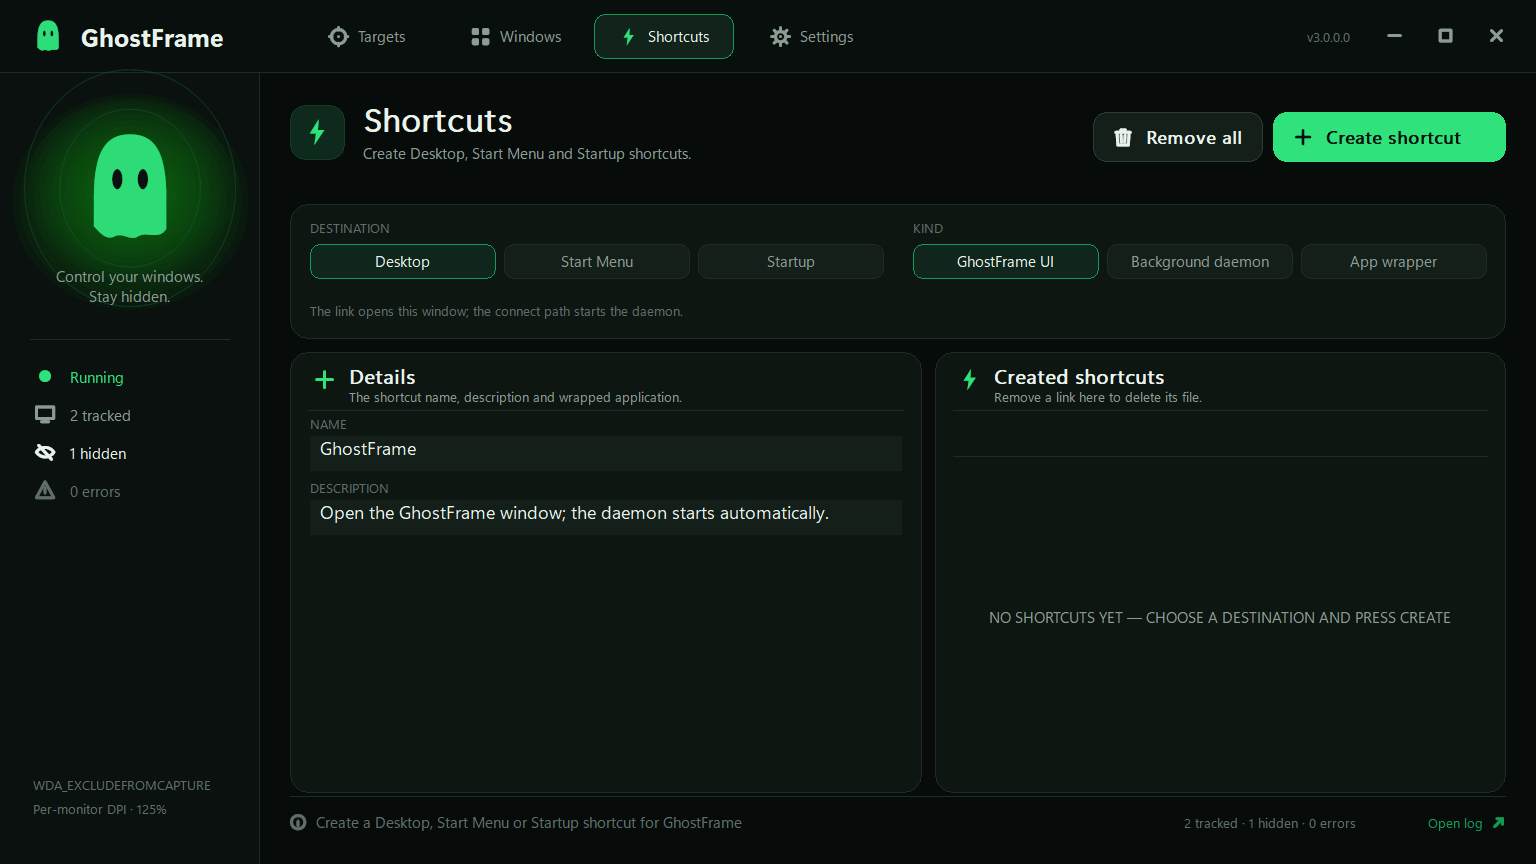 GhostFrame
Targets
Windows
Shortcuts
Settings
v3.0.0.0
Control your windows.
Stay hidden.
Running
2 tracked
1 hidden
0 errors
WDA_EXCLUDEFROMCAPTURE
Per-monitor DPI · 125%
Shortcuts
Create Desktop, Start Menu and Startup shortcuts.
Remove all
Create shortcut
DESTINATION
Desktop
Start Menu
Startup
KIND
GhostFrame UI
Background daemon
App wrapper
The link opens this window; the connect path starts the daemon.
Details
The shortcut name, description and wrapped application.
NAME
GhostFrame
DESCRIPTION
Open the GhostFrame window; the daemon starts automatically.
Created shortcuts
Remove a link here to delete its file.
NO SHORTCUTS YET — CHOOSE A DESTINATION AND PRESS CREATE
Create a Desktop, Start Menu or Startup shortcut for GhostFrame
2 tracked · 1 hidden · 0 errors
Open log